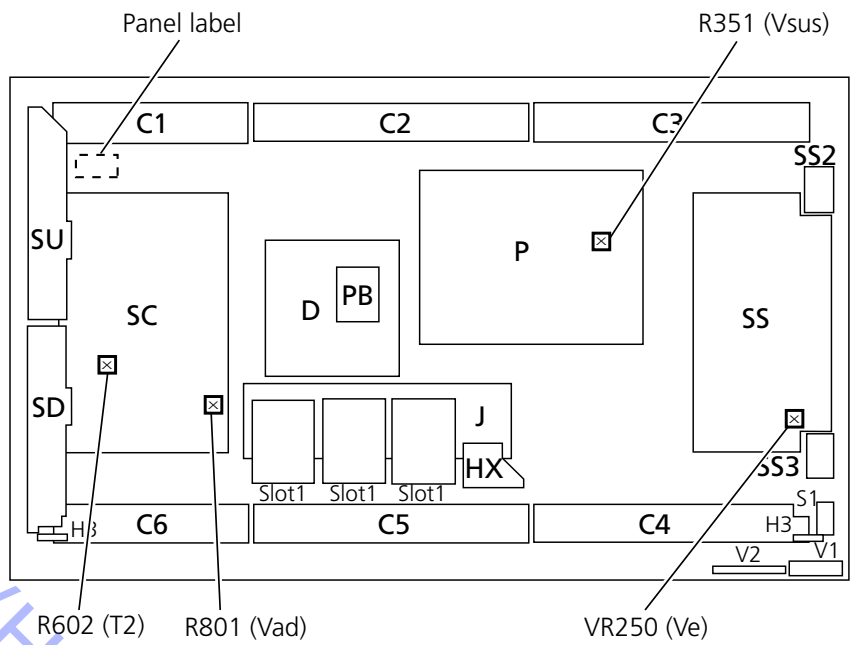 Panel label
R351 (Vsus)
C1
C2
C3
SS2
SU
P
SC
D
PB
SS
SD
J
HX
SS3
Slot1
Slot1
Slot1
S1
H3
C6
C5
C4
H3
V2
V1
R602 (T2)
R801 (Vad)
VR250 (Ve)